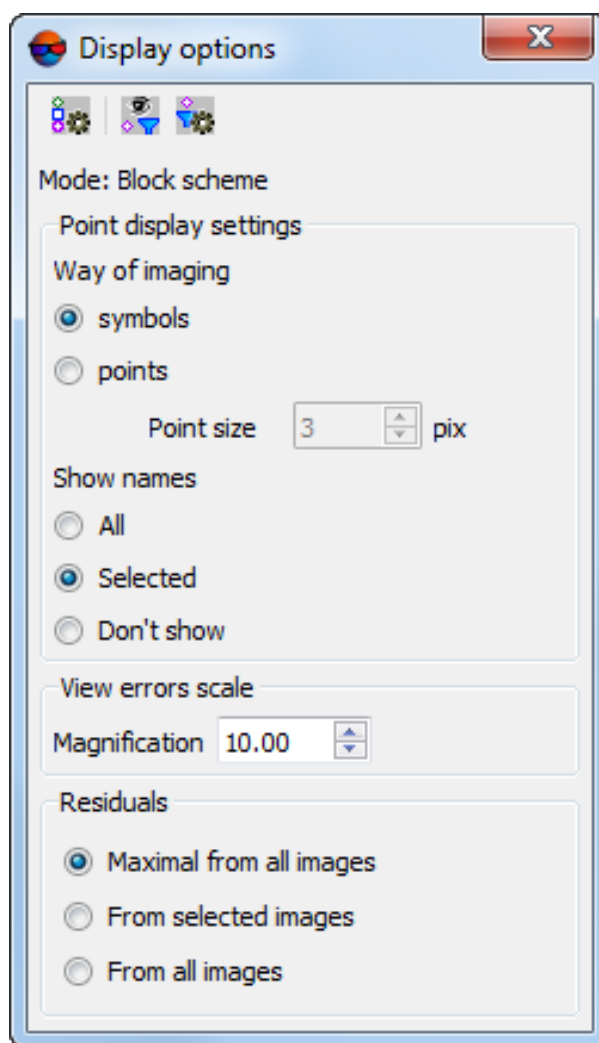 Display options
Mode: Block scheme
Point display settings
Way of imaging
symbols
points
Point size 3 pix
Show names
All
Selected
Don't show
View errors scale
Magnification 10.00
Residuals
Maximal from all images
From selected images
From all images